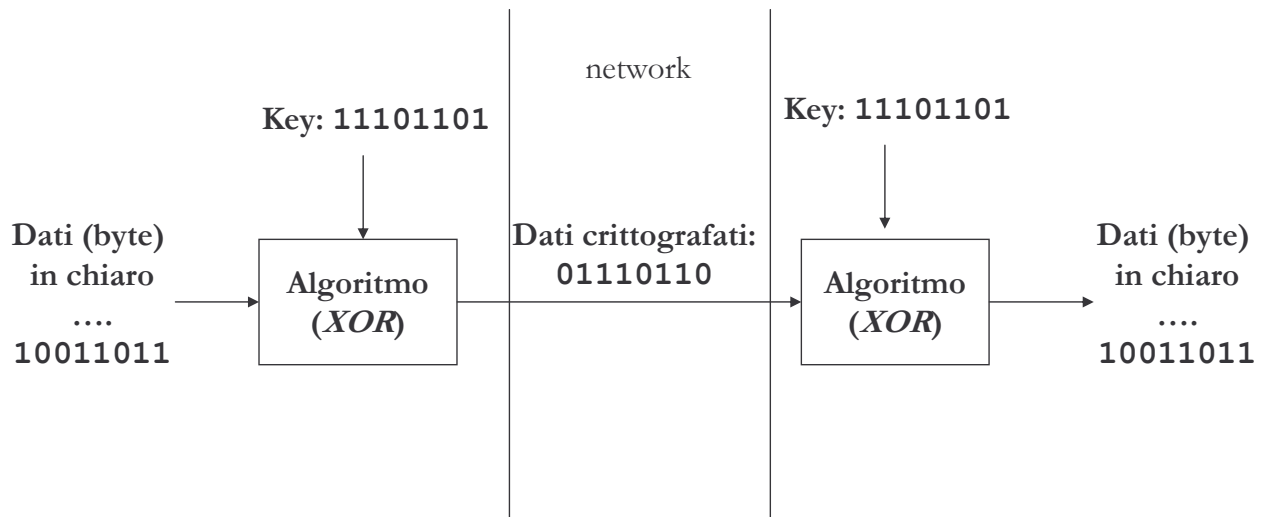 network
Key: 11101101
Key: 11101101
Dati (byte)
in chiaro
....
10011011
Algoritmo
(XOR)
Dati crittografati:
01110110
Algoritmo
(XOR)
Dati (byte)
in chiaro
....
10011011